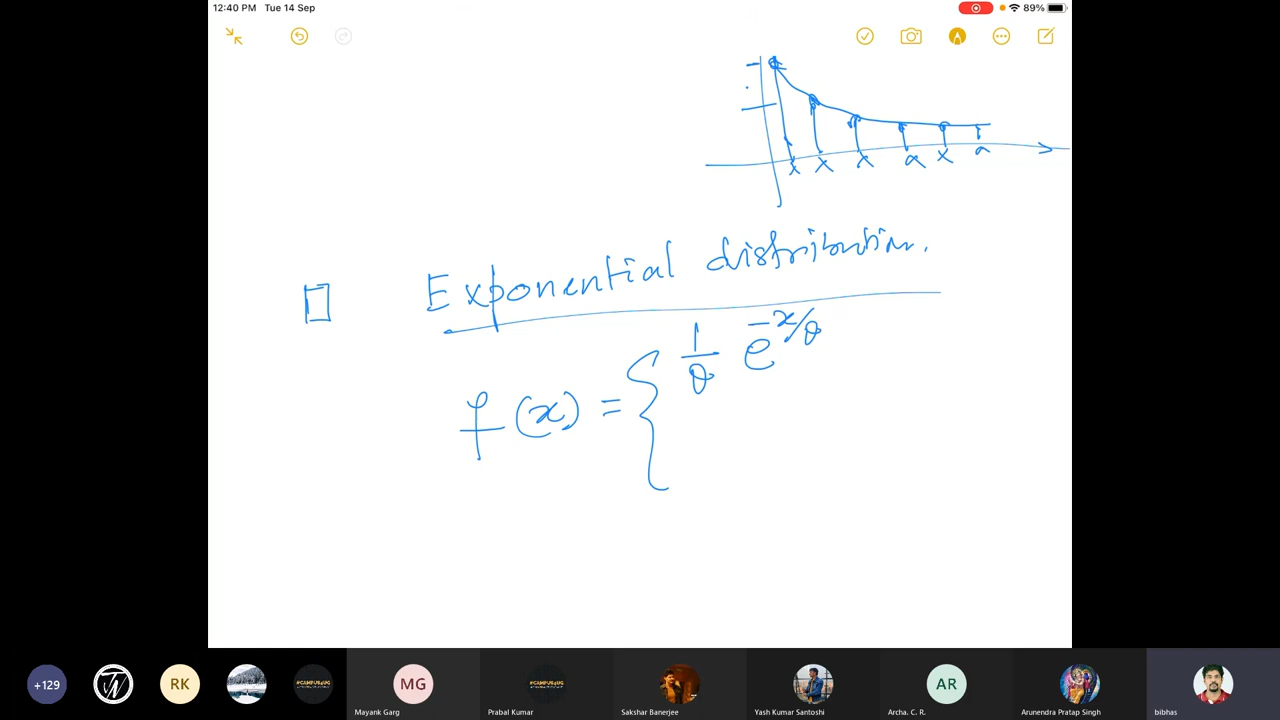 12:40 PM Tue 14 Sep
89%
x x x a x a
Exponential distribution.
f(x) = { 1/θ e^{-x/θ}
+129
RK
MG
AR
Mayank Garg
Prabal Kumar
Sakshar Banerjee
Yash Kumar Santoshi
Archa. C. R.
Arunendra Pratap Singh
bibhas